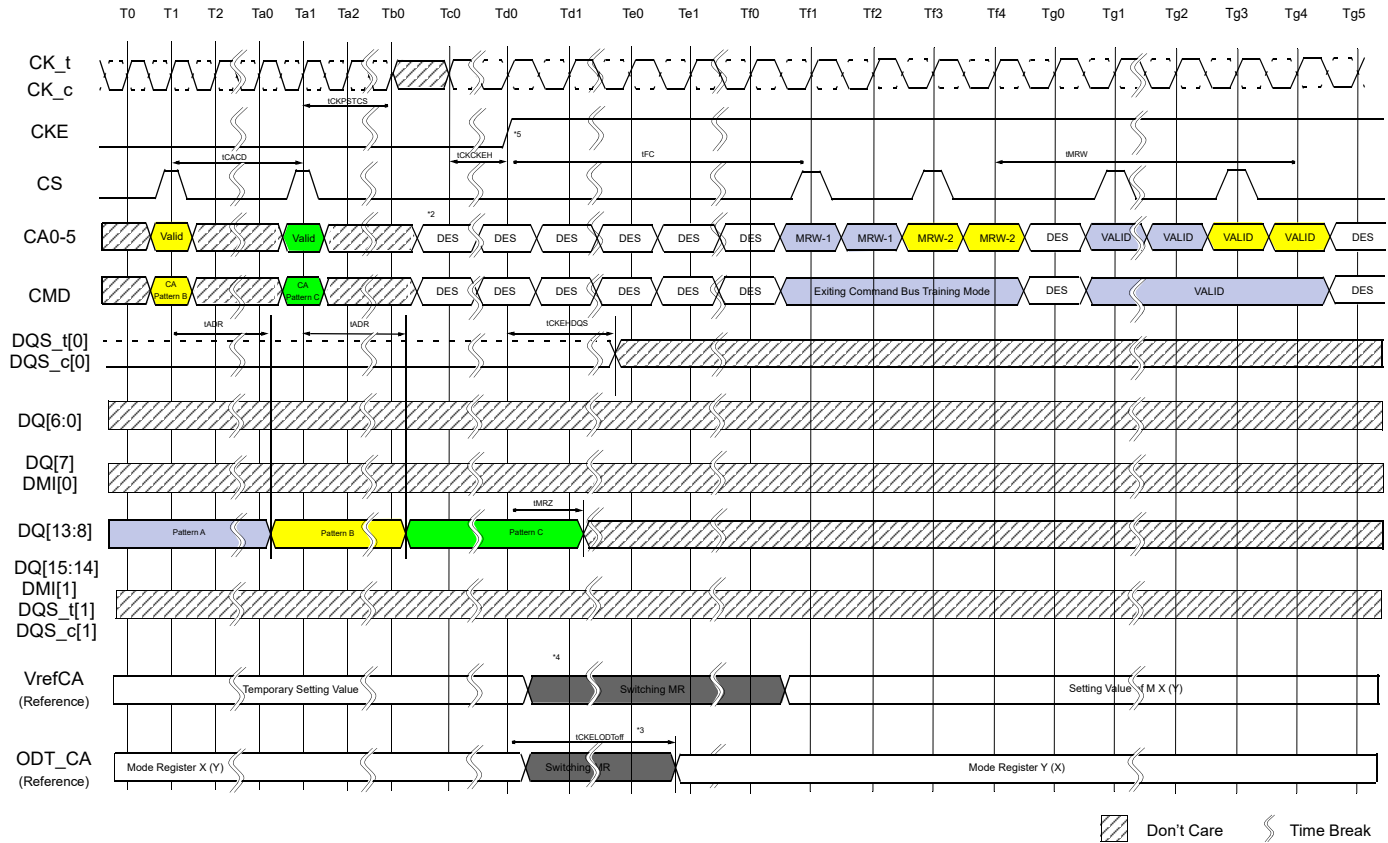 T0 T1 T2 Ta0 Ta1 Ta2 Tb0 Tc0 Td0 Td1 Te0 Te1 Tf0 Tf1 Tf2 Tf3 Tf4 Tg0 Tg1 Tg2 Tg3 Tg4 Tg5
CK_t
CK_c
tCKPSTCS
CKE
*5
tCACD tCKCKEH tFC tMRW
CS
*2
CA0-5 Valid Valid DES DES DES DES DES DES MRW-1 MRW-1 MRW-2 MRW-2 DES VALID VALID VALID VALID DES
CMD CA Pattern B CA Pattern C DES DES DES DES DES DES Exiting Command Bus Training Mode DES VALID DES
tADR tADR tCKEHDQS
DQS_t[0]
DQS_c[0]
DQ[6:0]
DQ[7]
DMI[0]
tMRZ
DQ[13:8] Pattern A Pattern B Pattern C
DQ[15:14]
DMI[1]
DQS_t[1]
DQS_c[1]
*4
VrefCA Temporary Setting Value Switching MR Setting Value of M X (Y)
(Reference)
tCKELODToff *3
ODT_CA Mode Register X (Y) Switching MR Mode Register Y (X)
(Reference)
Don't Care Time Break